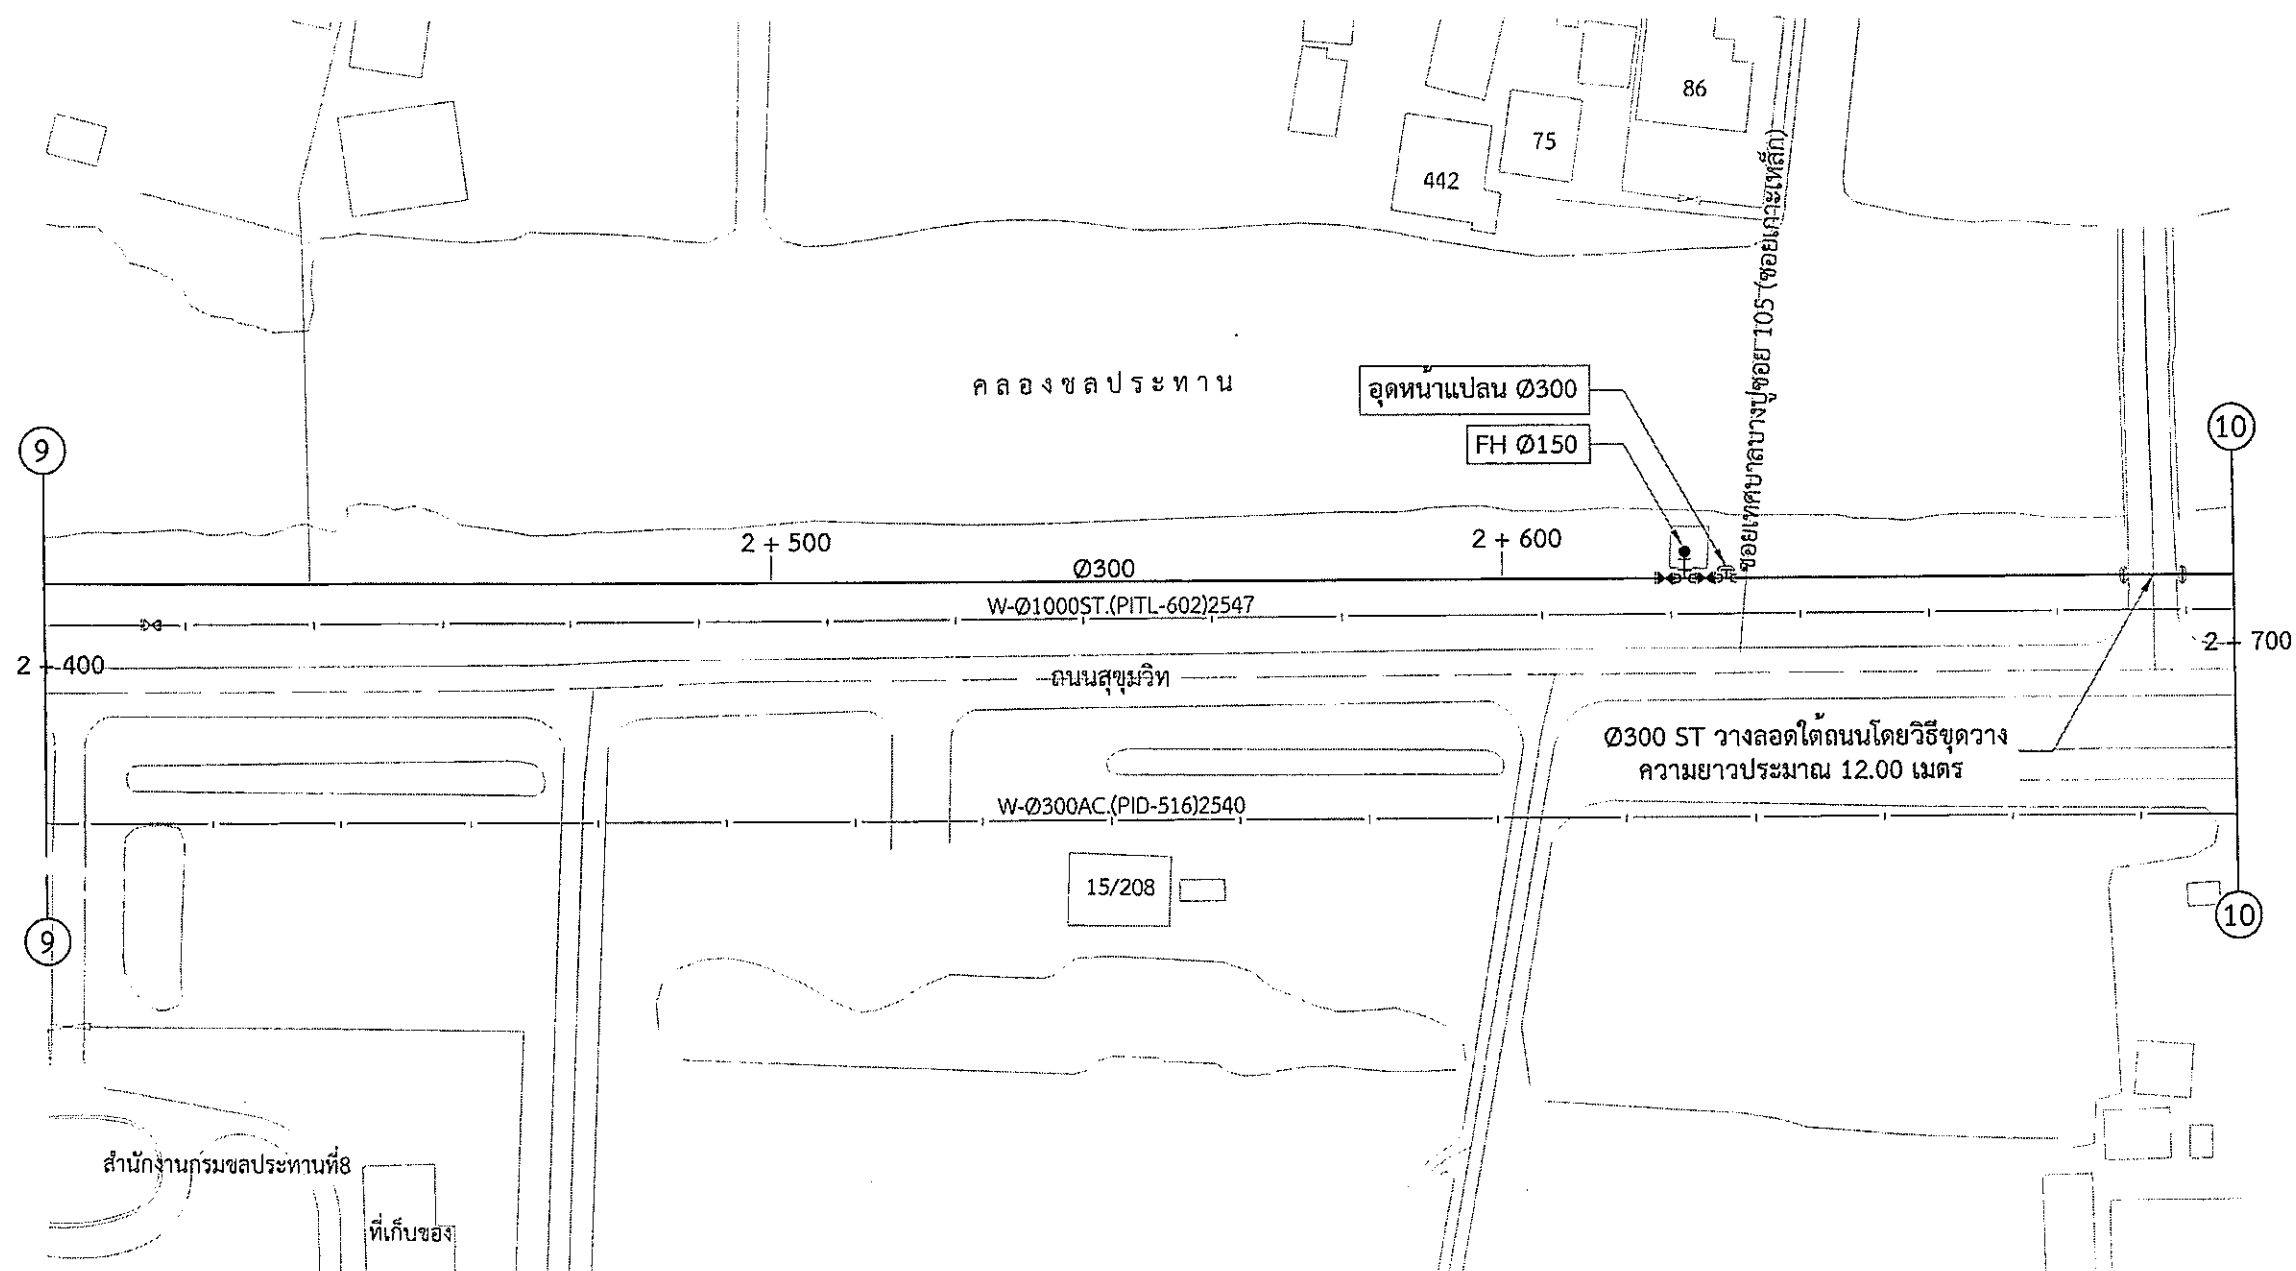 86
75
442
ซอยเทศบาลบางปูซอย 105 (ซอยเกาะเหล็ก)
คลองชลประทาน
อุดหน้าแปลน Ø300
FH Ø150
9
10
2 + 500
2 + 600
Ø300
W-Ø1000ST.(PITL-602)2547
2 + 400
2 + 700
ถนนสุขุมวิท
Ø300 ST วางลอดใต้ถนนโดยวิธีขุดวาง
ความยาวประมาณ 12.00 เมตร
W-Ø300AC.(PID-516)2540
15/208
9
10
สำนักงานกรมชลประทานที่8
ที่เก็บของ